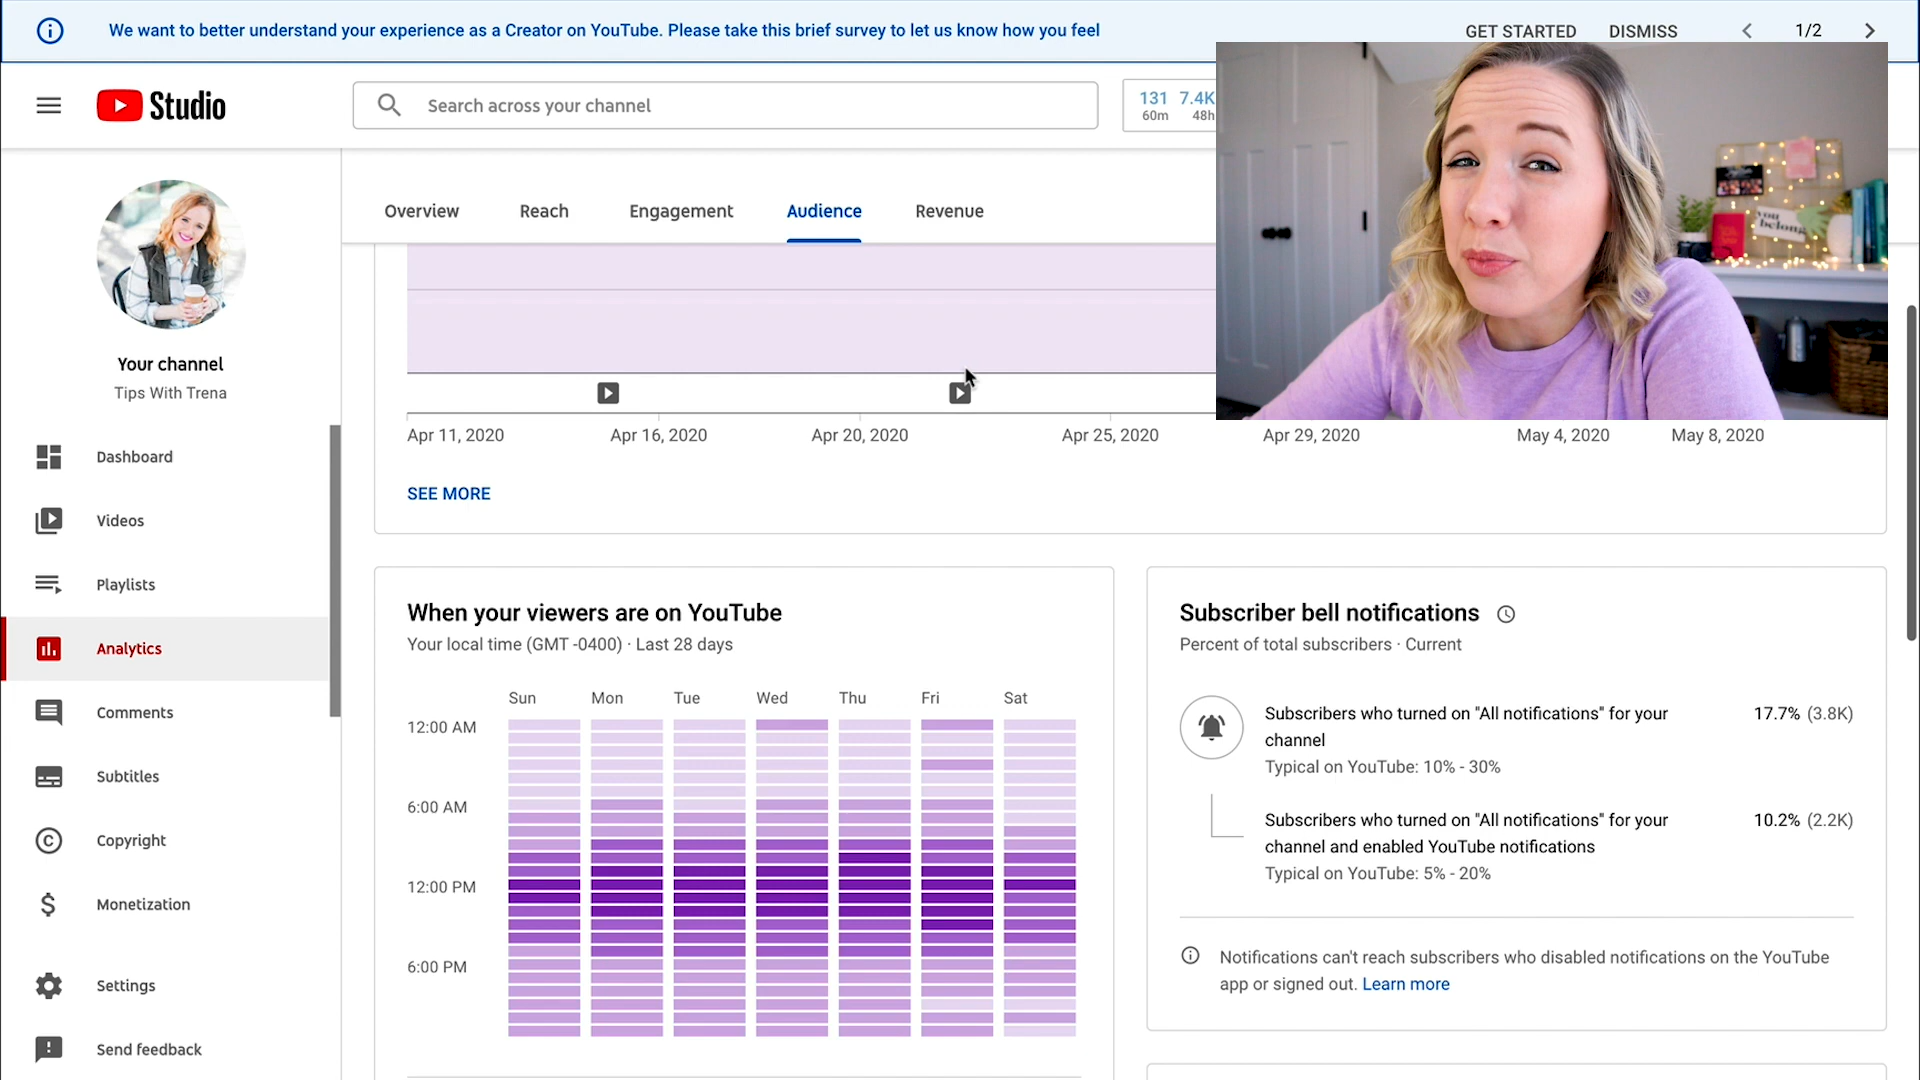 We want to better understand your experience as a Creator on YouTube. Please take this brief survey to let us know how you feel
GET STARTED
DISMISS
1/2
Studio
Search across your channel
131 7.4K
60m 48h
Your channel
Tips With Trena
Dashboard
Videos
Playlists
Analytics
Comments
Subtitles
Copyright
Monetization
Settings
Send feedback
Overview
Reach
Engagement
Audience
Revenue
you
belong
Apr 11, 2020
Apr 16, 2020
Apr 20, 2020
Apr 25, 2020
Apr 29, 2020
May 4, 2020
May 8, 2020
SEE MORE
When your viewers are on YouTube
Your local time (GMT -0400) · Last 28 days
Sun Mon Tue Wed Thu Fri Sat
12:00 AM
6:00 AM
12:00 PM
6:00 PM
Subscriber bell notifications
Percent of total subscribers · Current
Subscribers who turned on "All notifications" for your 17.7% (3.8K)
channel
Typical on YouTube: 10% - 30%
Subscribers who turned on "All notifications" for your 10.2% (2.2K)
channel and enabled YouTube notifications
Typical on YouTube: 5% - 20%
Notifications can't reach subscribers who disabled notifications on the YouTube
app or signed out. Learn more